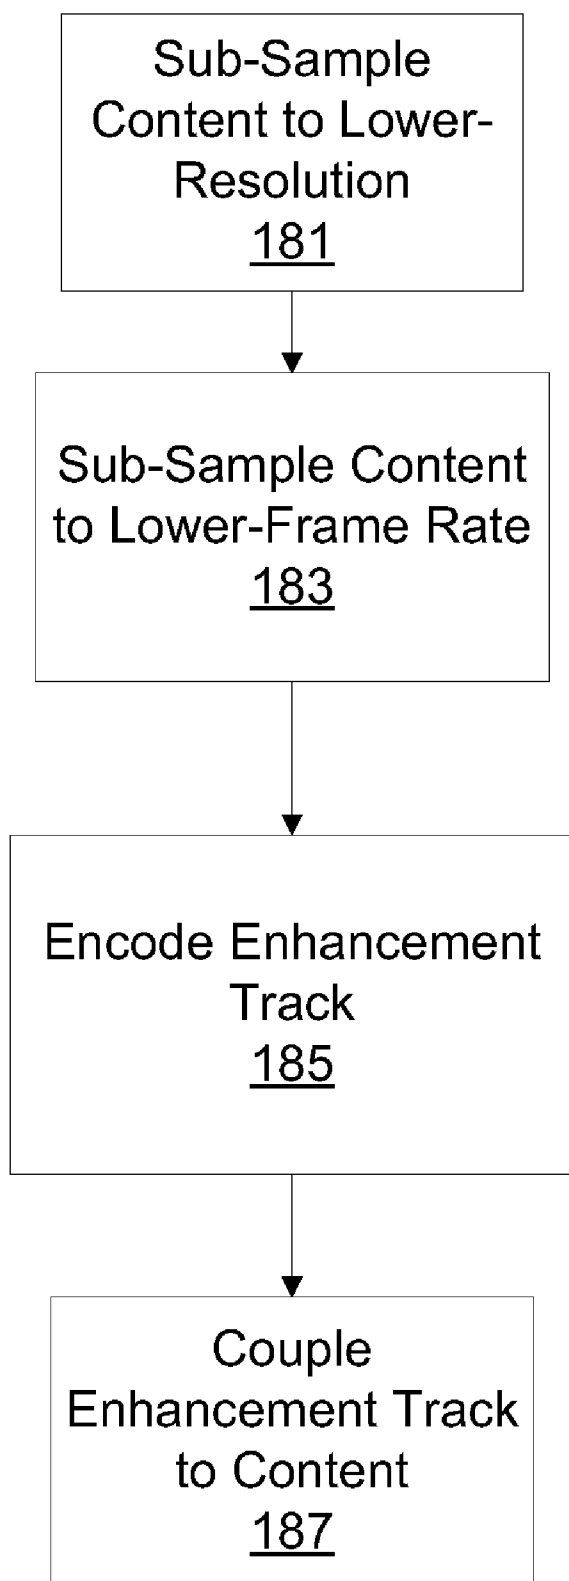 Sub-Sample
Content to Lower-
Resolution
181
Sub-Sample Content
to Lower-Frame Rate
183
Encode Enhancement
Track
185
Couple
Enhancement Track
to Content
187